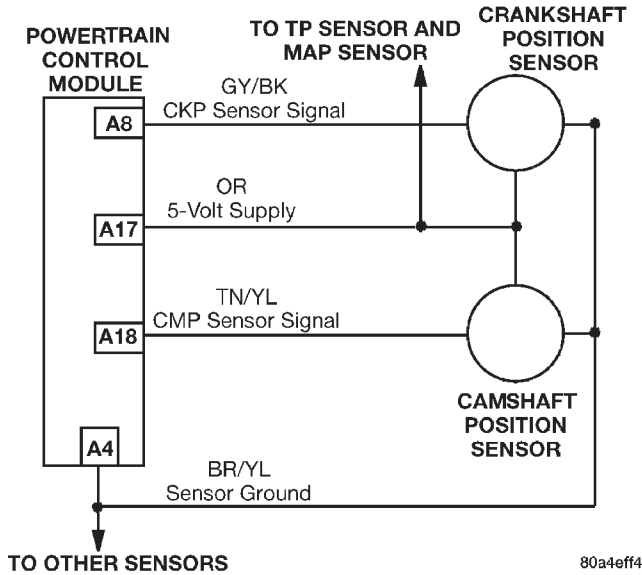 POWERTRAIN
CONTROL
MODULE
TO TP SENSOR AND
MAP SENSOR
CRANKSHAFT
POSITION
SENSOR
GY/BK
A8
CKP Sensor Signal
OR
5-Volt Supply
A17
TN/YL
CMP Sensor Signal
A18
CAMSHAFT
POSITION
SENSOR
A4
BR/YL
Sensor Ground
TO OTHER SENSORS
80a4eff4